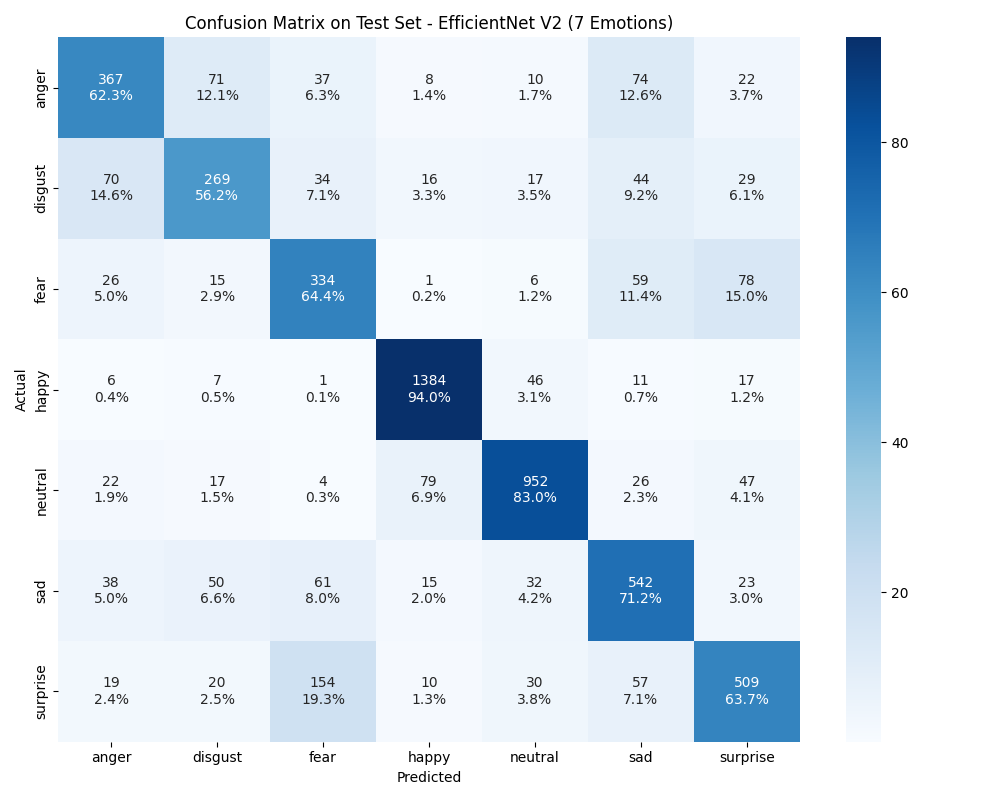 Confusion Matrix on Test Set - EfficientNet V2 (7 Emotions)
Actual
anger
367 71 37 8 10 74 22
62.3% 12.1% 6.3% 1.4% 1.7% 12.6% 3.7%
disgust
70 269 34 16 17 44 29
14.6% 56.2% 7.1% 3.3% 3.5% 9.2% 6.1%
fear
26 15 334 1 6 59 78
5.0% 2.9% 64.4% 0.2% 1.2% 11.4% 15.0%
happy
6 7 1 1384 46 11 17
0.4% 0.5% 0.1% 94.0% 3.1% 0.7% 1.2%
neutral
22 17 4 79 952 26 47
1.9% 1.5% 0.3% 6.9% 83.0% 2.3% 4.1%
sad
38 50 61 15 32 542 23
5.0% 6.6% 8.0% 2.0% 4.2% 71.2% 3.0%
surprise
19 20 154 10 30 57 509
2.4% 2.5% 19.3% 1.3% 3.8% 7.1% 63.7%
anger disgust fear happy neutral sad surprise
Predicted
80
60
40
20